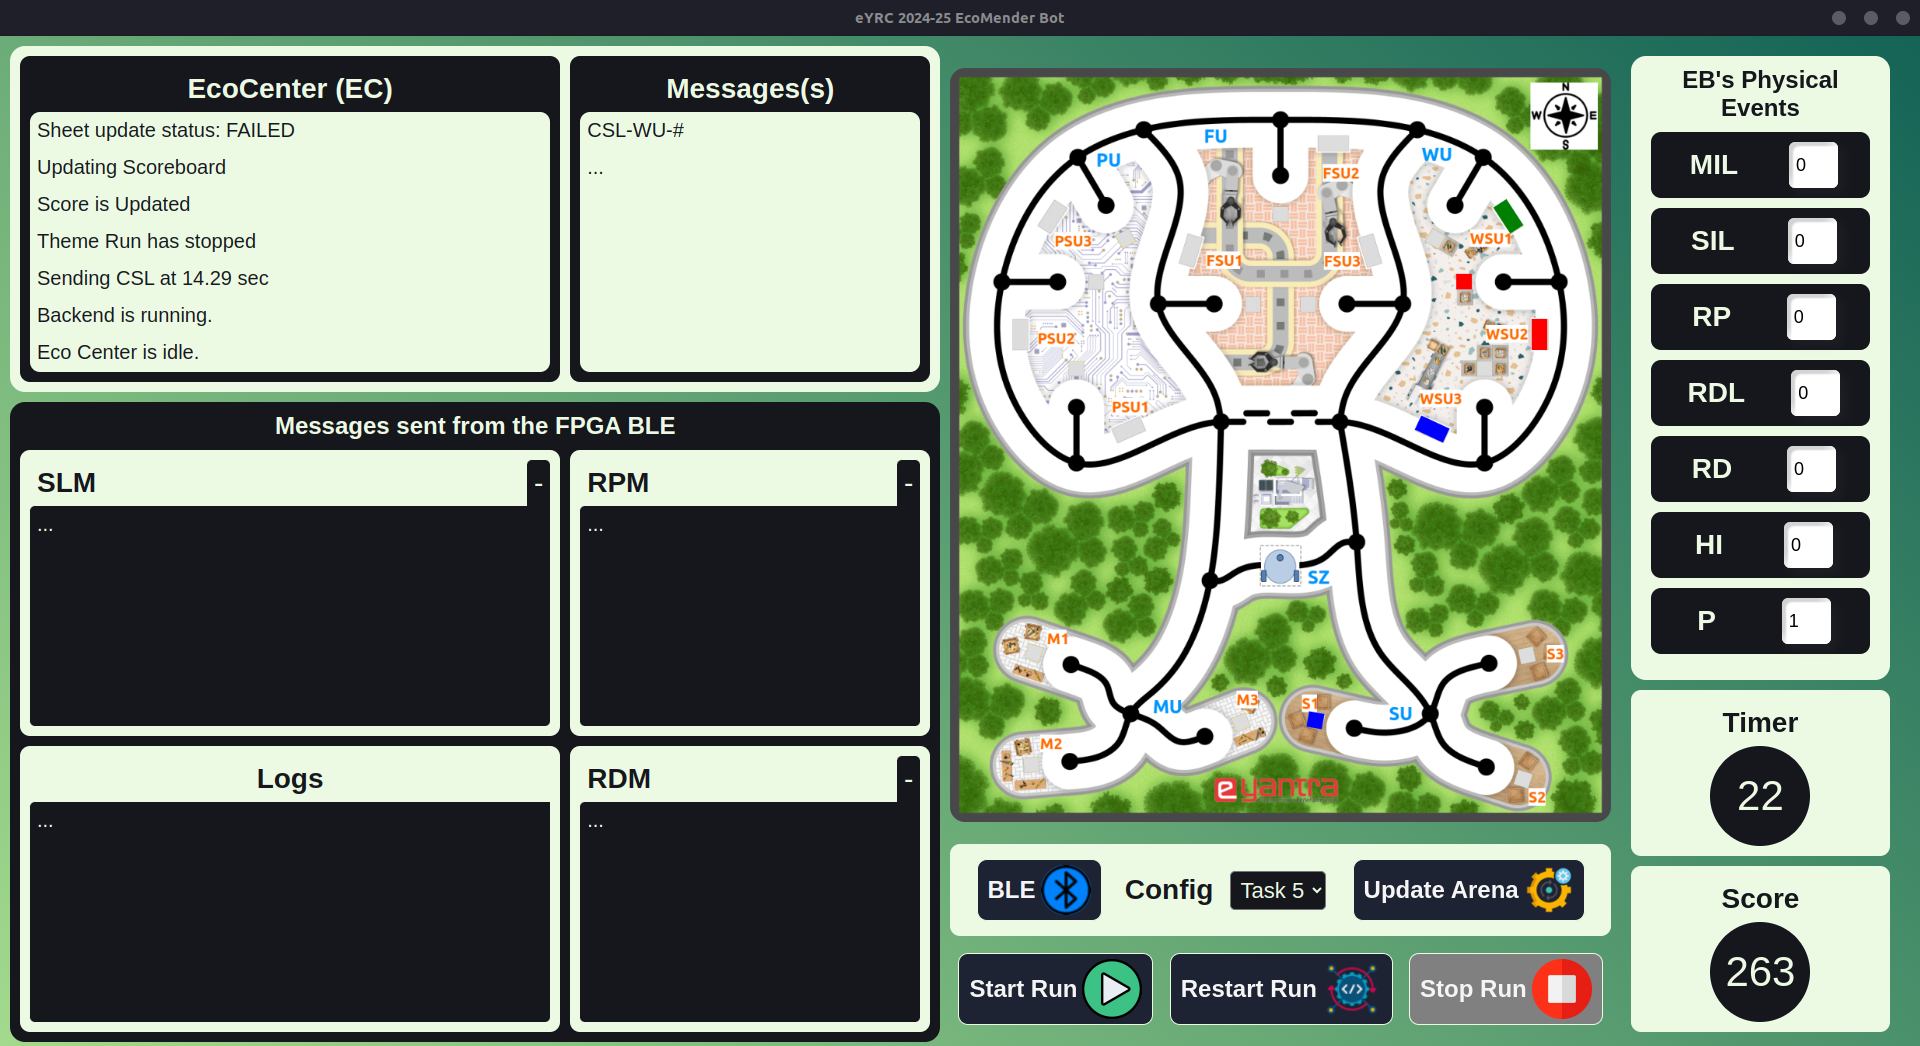 eYRC 2024-25 EcoMender Bot
EcoCenter (EC)
Sheet update status: FAILED
Updating Scoreboard
Score is Updated
Theme Run has stopped
Sending CSL at 14.29 sec
Backend is running.
Eco Center is idle.
Messages(s)
CSL-WU-#
...
Messages sent from the FPGA BLE
SLM
-
...
RPM
-
...
Logs
...
RDM
-
...
N
W E
S
PU
FU
WU
FSU2
PSU3
FSU1
FSU3
WSU1
PSU2
WSU2
PSU1
WSU3
SZ
M1
S3
MU
M3
S1
SU
M2
S2
e yantra
BLE
Config
Task 5
Update Arena
Start Run
Restart Run
</>
Stop Run
EB's Physical
Events
MIL 0
SIL 0
RP 0
RDL 0
RD 0
HI 0
P 1
Timer
22
Score
263